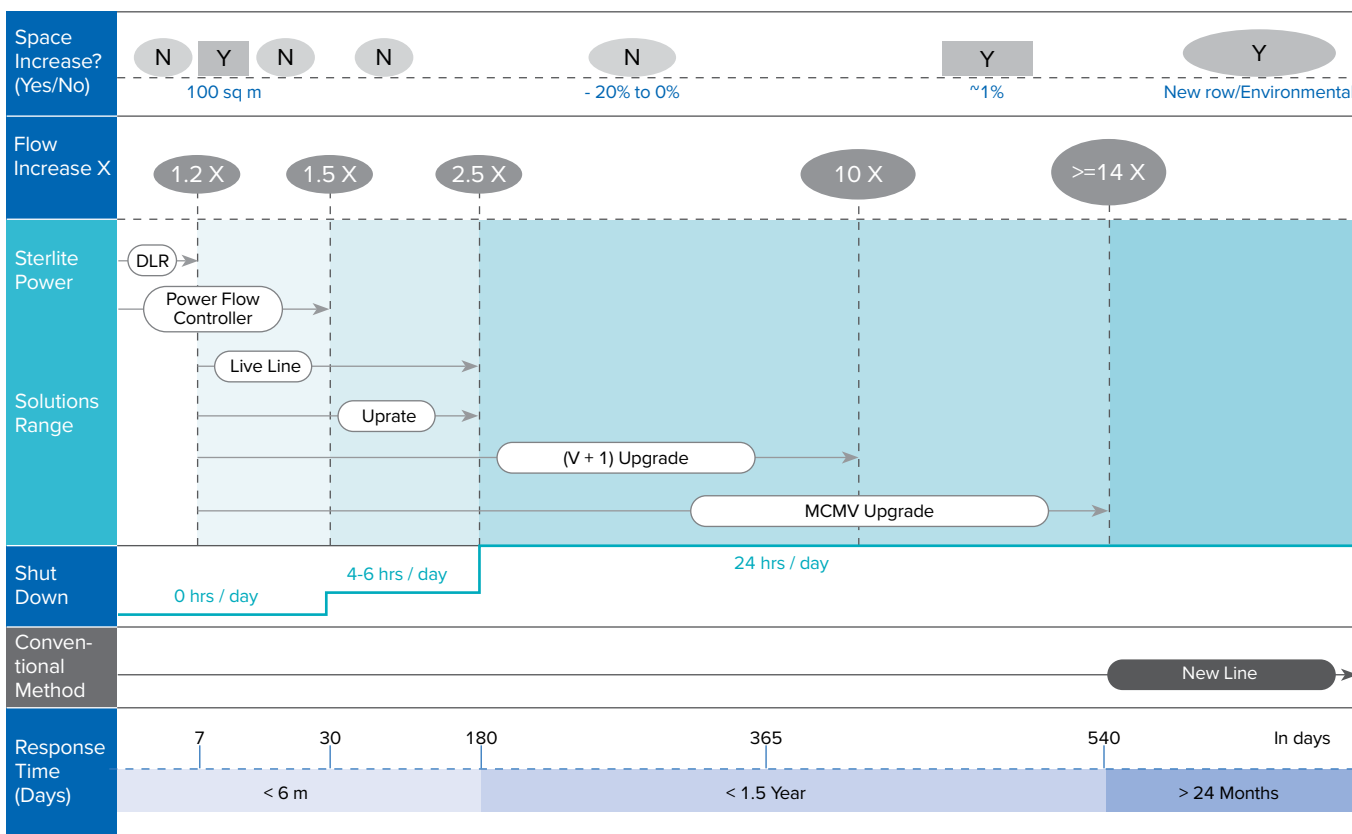 Space
Increase?
(Yes/No)
N
Y
N
N
N
Y
Y
100 sq m
- 20% to 0%
~1%
New row/Environmental
Flow
Increase X
1.2 X
1.5 X
2.5 X
10 X
>=14 X
Sterlite
Power
Solutions
Range
DLR
Power Flow
Controller
Live Line
Uprate
(V + 1) Upgrade
MCMV Upgrade
Shut
Down
0 hrs / day
4-6 hrs / day
24 hrs / day
Conven-
tional
Method
New Line
Response
Time
(Days)
7
30
180
365
540
In days
< 6 m
< 1.5 Year
> 24 Months